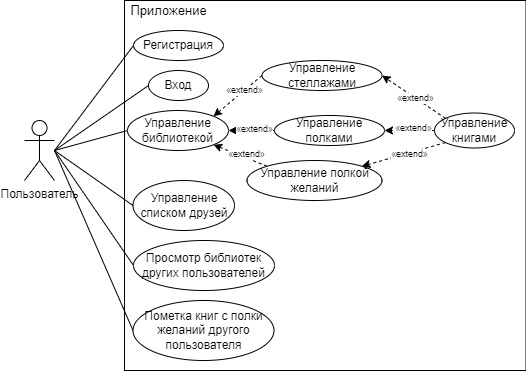 Приложение
Регистрация
Вход
Управление
библиотекой
Управление
стеллажами
Управление
полками
Управление полкой
желаний
Управление
книгами
«extend»
«extend»
«extend»
«extend»
«extend»
«extend»
Пользователь
Управление
списком друзей
Просмотр библиотек
других пользователей
Пометка книг с полки
желаний другого
пользователя